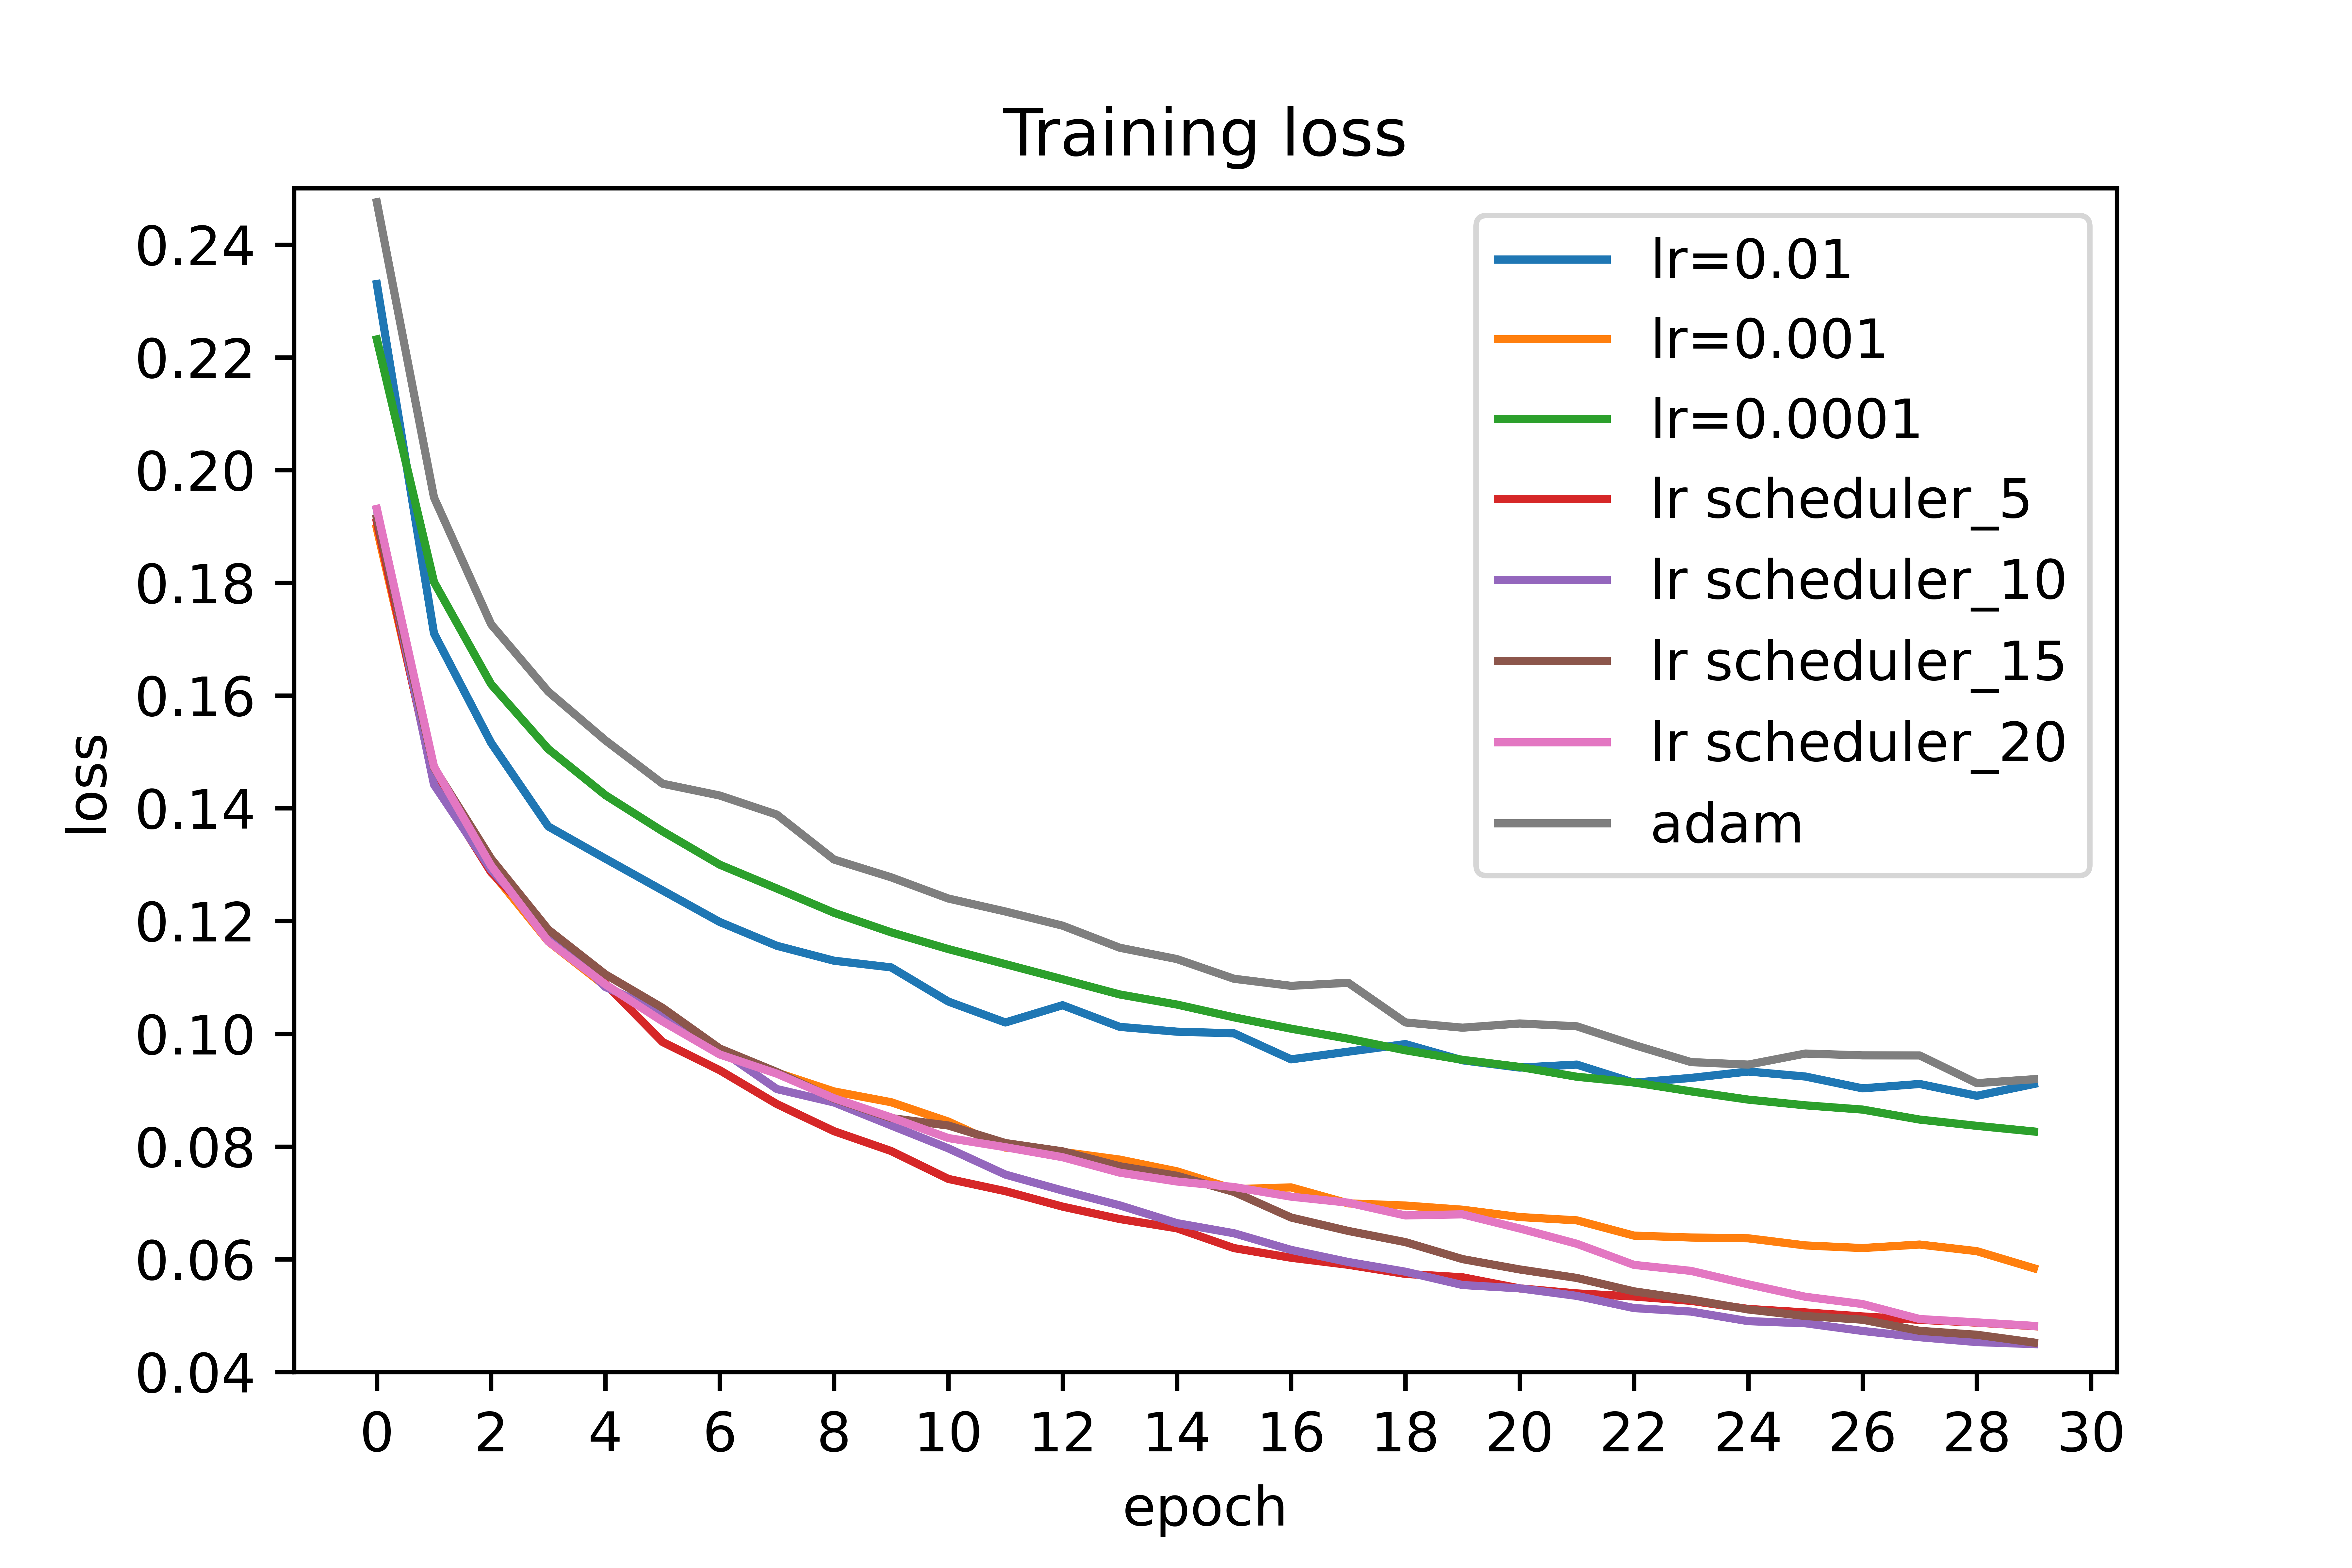 Training loss
lr=0.01
lr=0.001
lr=0.0001
lr scheduler_5
lr scheduler_10
lr scheduler_15
lr scheduler_20
adam
loss
0.24
0.22
0.20
0.18
0.16
0.14
0.12
0.10
0.08
0.06
0.04
0 2 4 6 8 10 12 14 16 18 20 22 24 26 28 30
epoch